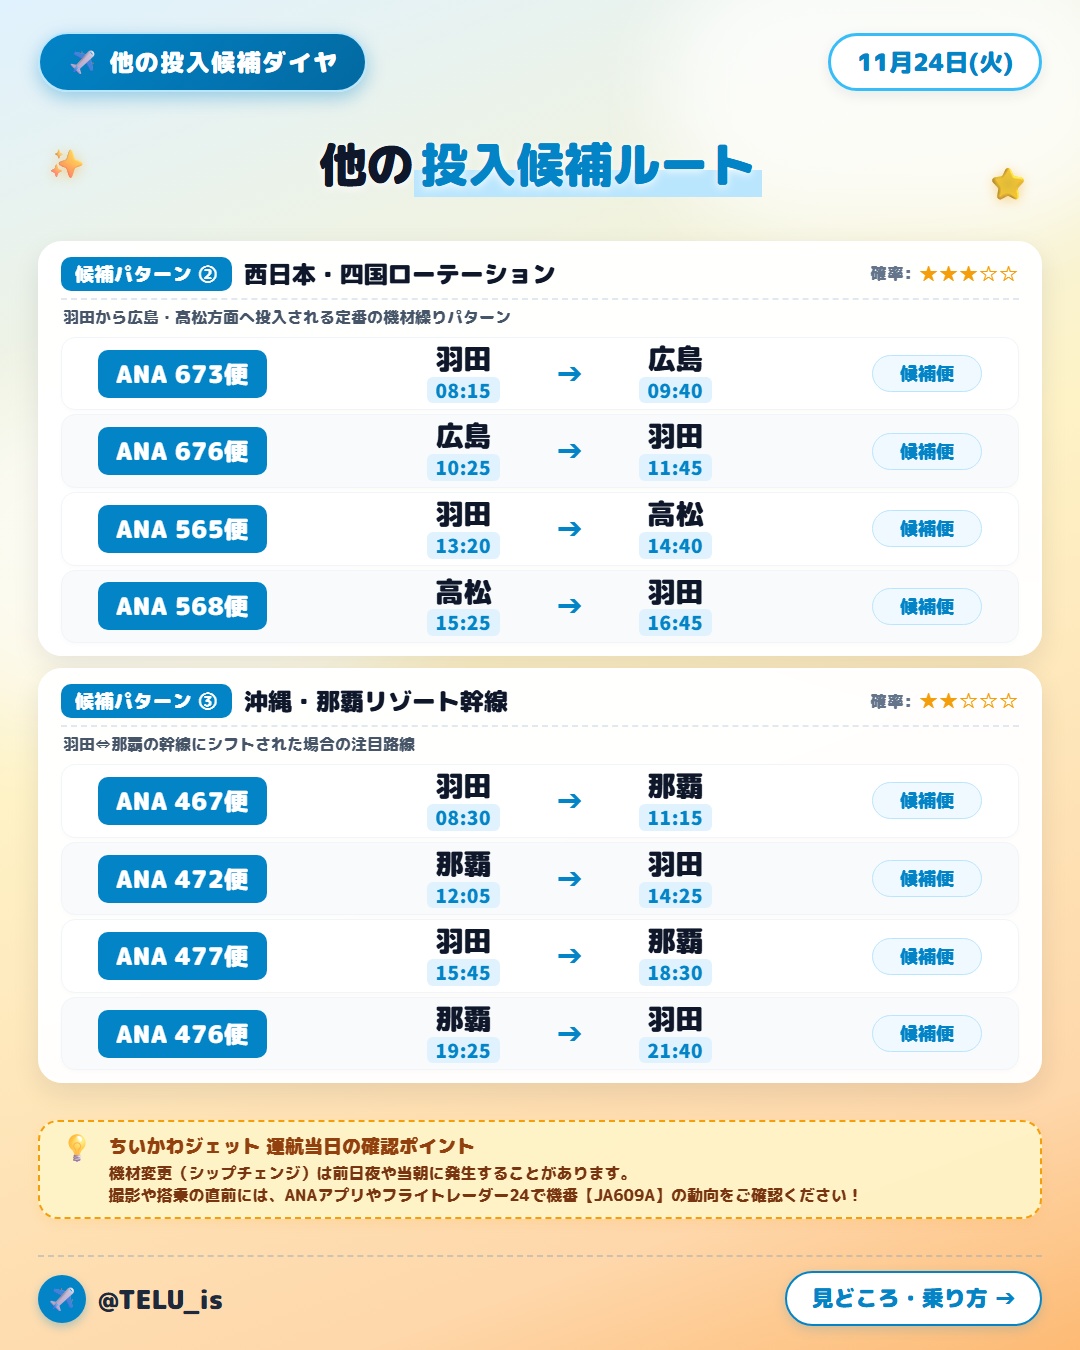 他の投入候補ダイヤ
11月24日(火)
他の投入候補ルート
候補パターン ② 西日本・四国ローテーション 確率: ★★★☆☆
羽田から広島・高松方面へ投入される定番の機材繰りパターン
ANA 673便 羽田 08:15 → 広島 09:40 候補便
ANA 676便 広島 10:25 → 羽田 11:45 候補便
ANA 565便 羽田 13:20 → 高松 14:40 候補便
ANA 568便 高松 15:25 → 羽田 16:45 候補便
候補パターン ③ 沖縄・那覇リゾート幹線 確率: ★★☆☆☆
羽田⇔那覇の幹線にシフトされた場合の注目路線
ANA 467便 羽田 08:30 → 那覇 11:15 候補便
ANA 472便 那覇 12:05 → 羽田 14:25 候補便
ANA 477便 羽田 15:45 → 那覇 18:30 候補便
ANA 476便 那覇 19:25 → 羽田 21:40 候補便
ちいかわジェット 運航当日の確認ポイント
機材変更（シップチェンジ）は前日夜や当朝に発生することがあります。
撮影や搭乗の直前には、ANAアプリやフライトレーダー24で機番【JA609A】の動向をご確認ください！
@TELU_is
見どころ・乗り方 →